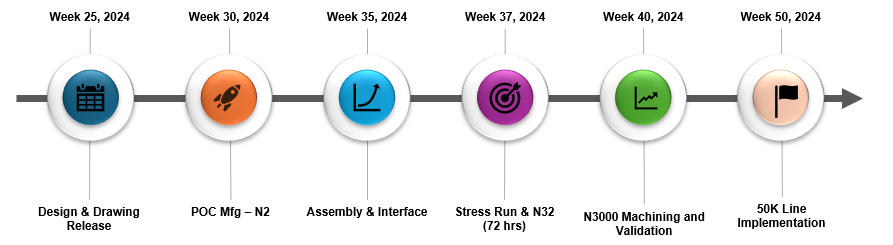 Week 25, 2024
Week 30, 2024
Week 35, 2024
Week 37, 2024
Week 40, 2024
Week 50, 2024
Design & Drawing
Release
POC Mfg – N2
Assembly & Interface
Stress Run & N32
(72 hrs)
N3000 Machining and
Validation
50K Line
Implementation